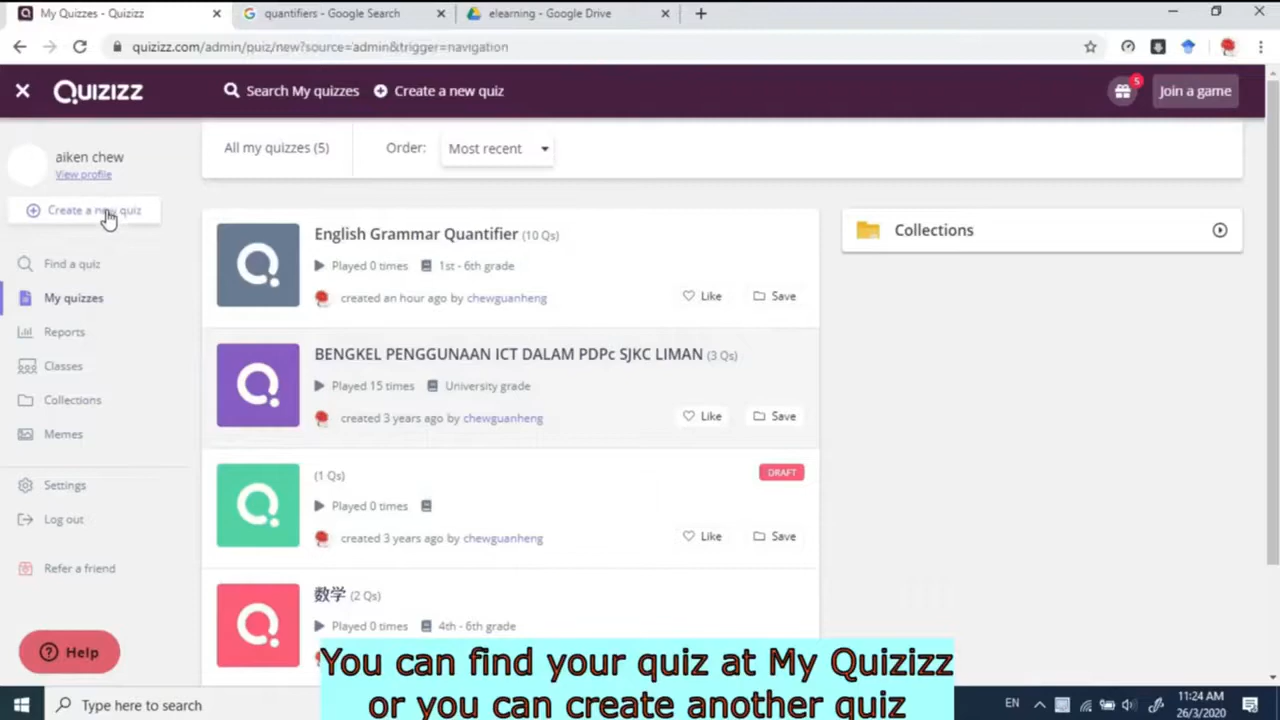 My Quizzes - Quizizz
quantifiers - Google Search
elearning - Google Drive
quizizz.com/admin/puiz/new?source=admin&trigger=navigation
QUIZIZZ
Search My quizzes
Create a new quiz
5
Join a game
aiken chew
View profile
Create a new quiz
Find a quiz
My quizzes
Reports
Classes
Collections
Memes
Settings
Log out
Refer a friend
Help
All my quizzes (5)
Order:
Most recent
English Grammar Quantifier (10 Qs)
Played 0 times 1st - 6th grade
created an hour ago by chewguanheng
Like Save
BENGKEL PENGGUNAAN ICT DALAM PDPc SJKC LIMAN (3 Qs)
Played 15 times University grade
created 3 years ago by chewguanheng
Like Save
(1 Qs)
DRAFT
Played 0 times
created 3 years ago by chewguanheng
Like Save
数学 (2 Qs)
Played 0 times 4th - 6th grade
Collections
You can find your quiz at My Quizizz
or you can create another quiz
Type here to search
EN
11:24 AM
26/3/2020